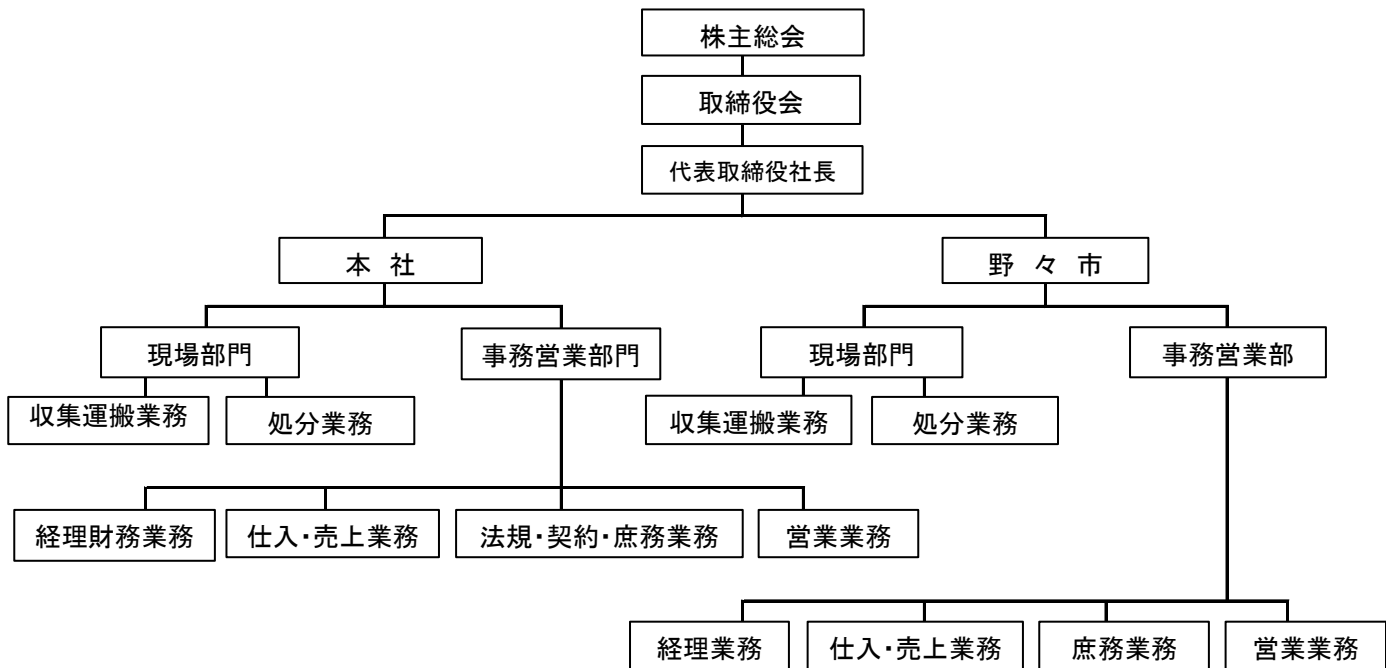 株主総会
取締役会
代表取締役社長
本 社
野 々 市
現場部門
事務営業部門
現場部門
事務営業部
収集運搬業務
処分業務
収集運搬業務
処分業務
経理財務業務
仕入・売上業務
法規・契約・庶務業務
営業業務
経理業務
仕入・売上業務
庶務業務
営業業務